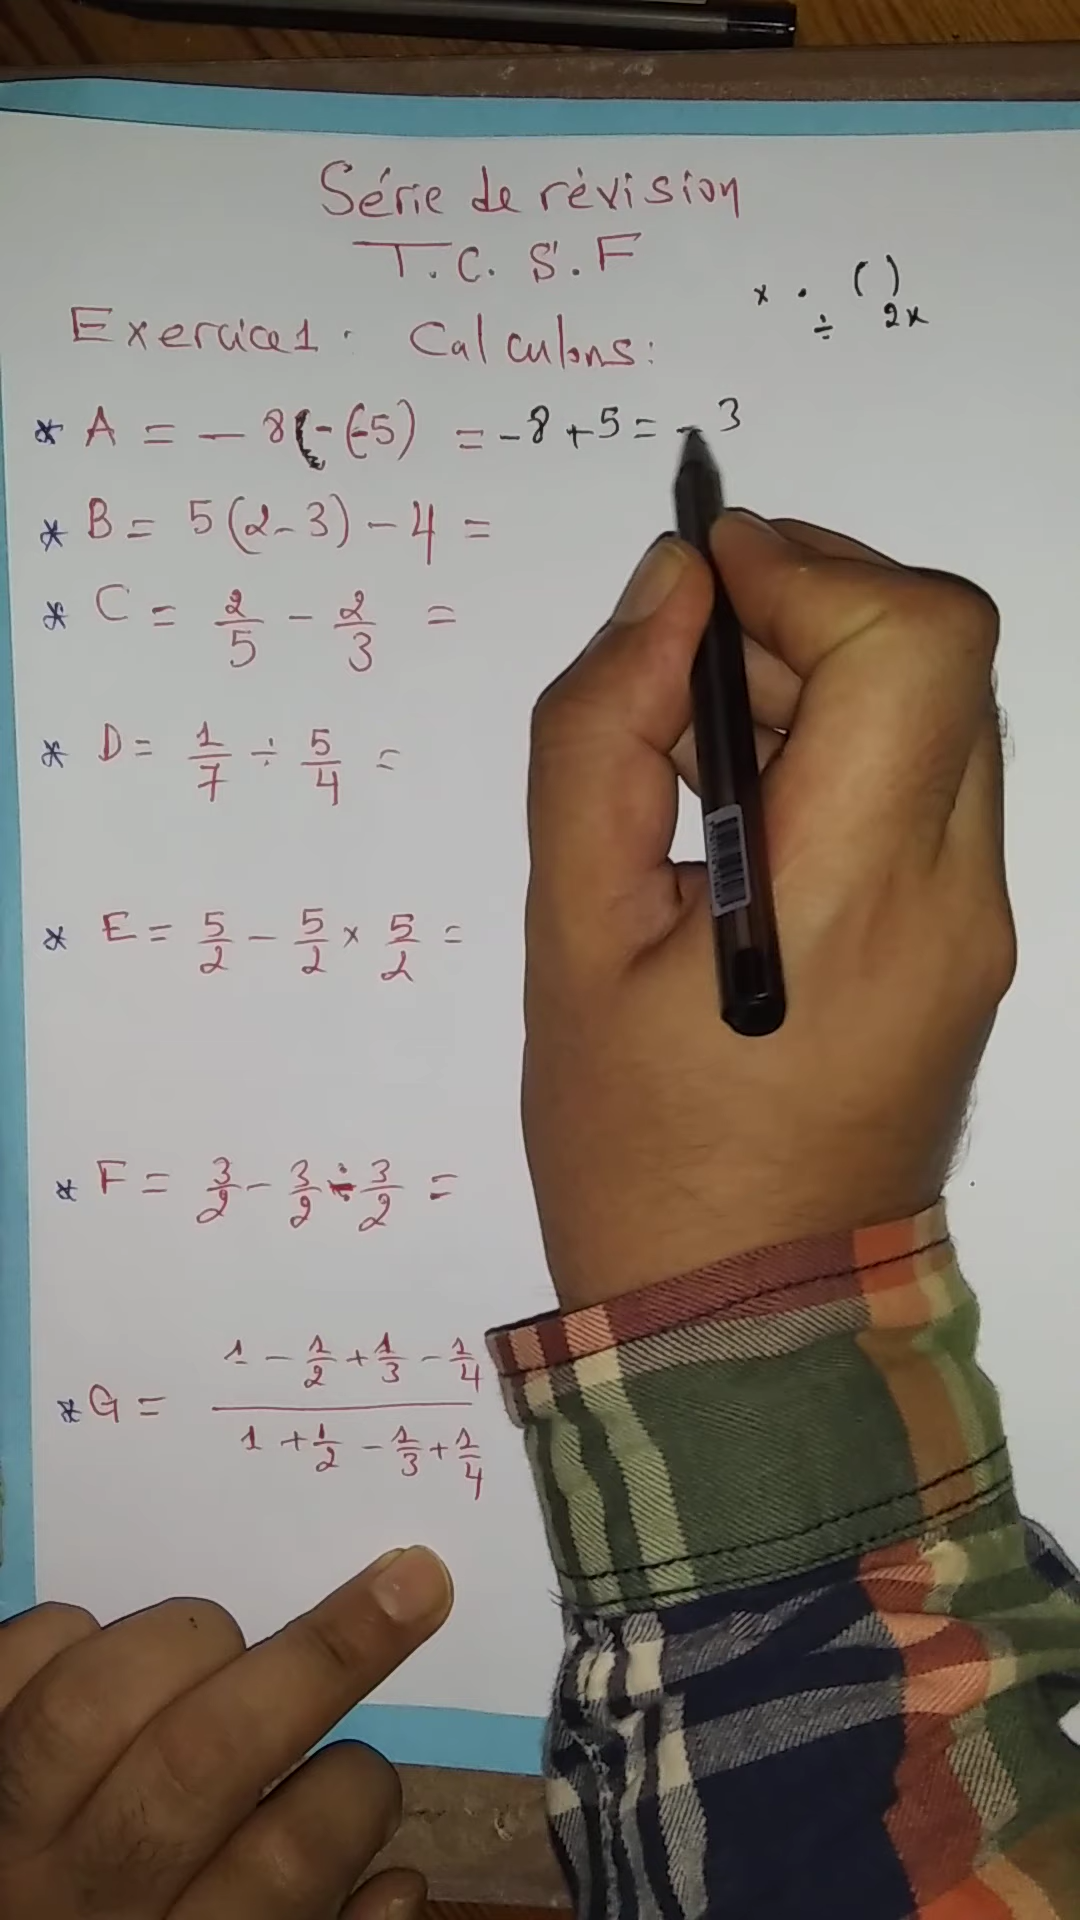 Série de révision
T.C. S.F
× . ( )
÷ 2x
Exercice 1 : Calculons :
* A = - 8 - (-5) = -8 + 5 = - 3
* B = 5(2-3) - 4 =
* C = 2/5 - 2/3 =
* D = 1/7 ÷ 5/4 =
* E = 5/2 - 5/2 × 5/2 =
* F = 3/2 - 3/2 ÷ 3/2 =
* G = (1 - 1/2 + 1/3 - 1/4) / (1 + 1/2 - 1/3 + 1/4)